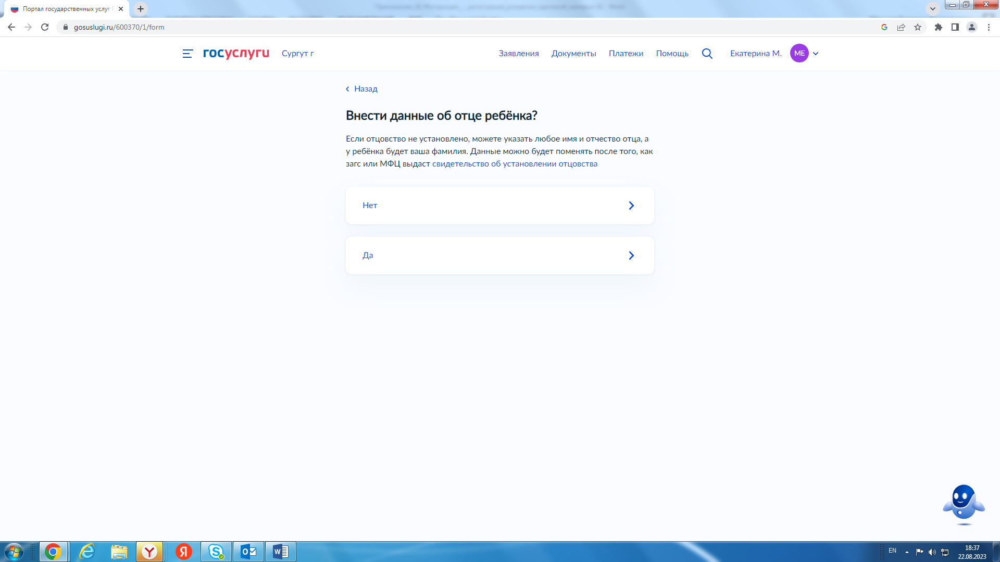 Портал государственных услуг
gosuslugi.ru/600370/1/form
госуслуги
Сургут г
Заявления
Документы
Платежи
Помощь
Екатерина М.
МЕ
Назад
Внести данные об отце ребёнка?
Если отцовство не установлено, можете указать любое имя и отчество отца, а
у ребёнка будет ваша фамилия. Данные можно будет поменять после того, как
загс или МФЦ выдаст свидетельство об установлении отцовства
Нет
Да
EN
18:37
22.08.2023